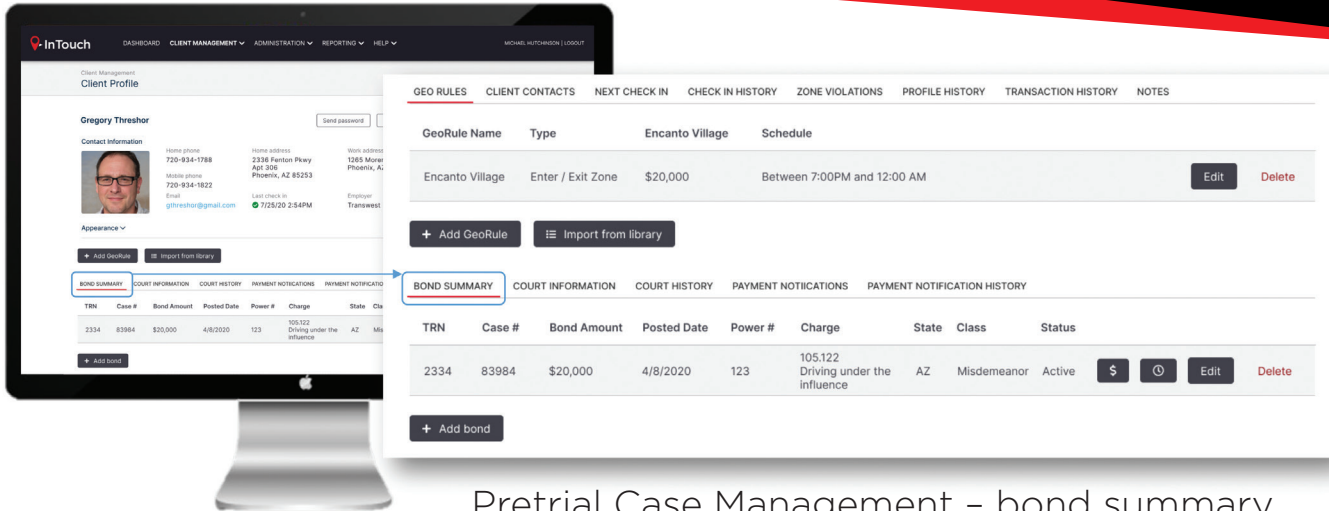 InTouch
DASHBOARD CLIENT MANAGEMENT ADMINISTRATION REPORTING HELP MICHAEL HUTCHINSON | LOGOUT
Client Management
Client Profile
Gregory Threshor
Send password
Contact Information
Home phone
720-934-1788
Mobile phone
720-934-1822
Email
gthreshor@gmail.com
Home address
2336 Fenton Pkwy
Apt 306
Phoenix, AZ 85253
Last check in
7/25/20 2:54PM
Work address
1265
Phoenix,
Employer
Transwest
Appearance
+ Add GeoRule Import from library
BOND SUMMARY COURT INFORMATION COURT HISTORY PAYMENT NOTIICATIONS PAYMENT
TRN Case # Bond Amount Posted Date Power # Charge State
2334 83984 $20,000 4/8/2020 123 105.122 Driving under the influence AZ
+ Add bond
GEO RULES CLIENT CONTACTS NEXT CHECK IN CHECK IN HISTORY ZONE VIOLATIONS PROFILE HISTORY TRANSACTION HISTORY NOTES
GeoRule Name Type Encanto Village Schedule
Encanto Village Enter / Exit Zone $20,000 Between 7:00PM and 12:00 AM Edit Delete
+ Add GeoRule Import from library
BOND SUMMARY COURT INFORMATION COURT HISTORY PAYMENT NOTIICATIONS PAYMENT NOTIFICATION HISTORY
TRN Case # Bond Amount Posted Date Power # Charge State Class Status
105.122
2334 83984 $20,000 4/8/2020 123 Driving under the AZ Misdemeanor Active $ Edit Delete
influence
+ Add bond
Pretrial Case Management – bond summary